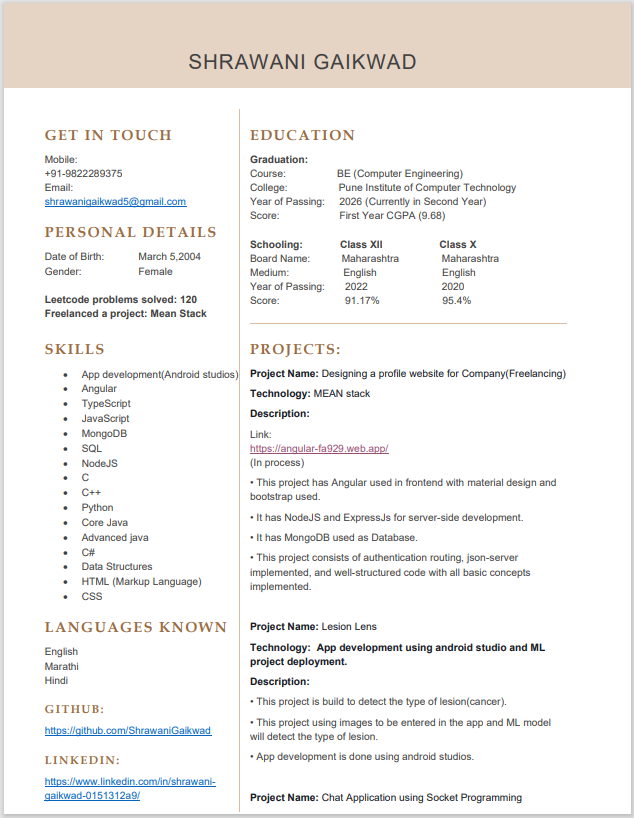 SHRAWANI GAIKWAD
GET IN TOUCH
Mobile:
+91-9822289375
Email:
shrawanigaikwad5@gmail.com
PERSONAL DETAILS
Date of Birth: March 5,2004
Gender: Female
Leetcode problems solved: 120
Freelanced a project: Mean Stack
SKILLS
• App development(Android studios)
• Angular
• TypeScript
• JavaScript
• MongoDB
• SQL
• NodeJS
• C
• C++
• Python
• Core Java
• Advanced java
• C#
• Data Structures
• HTML (Markup Language)
• CSS
LANGUAGES KNOWN
English
Marathi
Hindi
GITHUB:
https://github.com/ShrawaniGaikwad
LINKEDIN:
https://www.linkedin.com/in/shrawani-
gaikwad-0151312a9/
EDUCATION
Graduation:
Course: BE (Computer Engineering)
College: Pune Institute of Computer Technology
Year of Passing: 2026 (Currently in Second Year)
Score: First Year CGPA (9.68)
Schooling: Class XII Class X
Board Name: Maharashtra Maharashtra
Medium: English English
Year of Passing: 2022 2020
Score: 91.17% 95.4%
PROJECTS:
Project Name: Designing a profile website for Company(Freelancing)
Technology: MEAN stack
Description:
Link:
https://angular-fa929.web.app/
(In process)
• This project has Angular used in frontend with material design and
bootstrap used.
• It has NodeJS and ExpressJs for server-side development.
• It has MongoDB used as Database.
• This project consists of authentication routing, json-server
implemented, and well-structured code with all basic concepts
implemented.
Project Name: Lesion Lens
Technology: App development using android studio and ML
project deployment.
Description:
• This project is build to detect the type of lesion(cancer).
• This project using images to be entered in the app and ML model
will detect the type of lesion.
• App development is done using android studios.
Project Name: Chat Application using Socket Programming